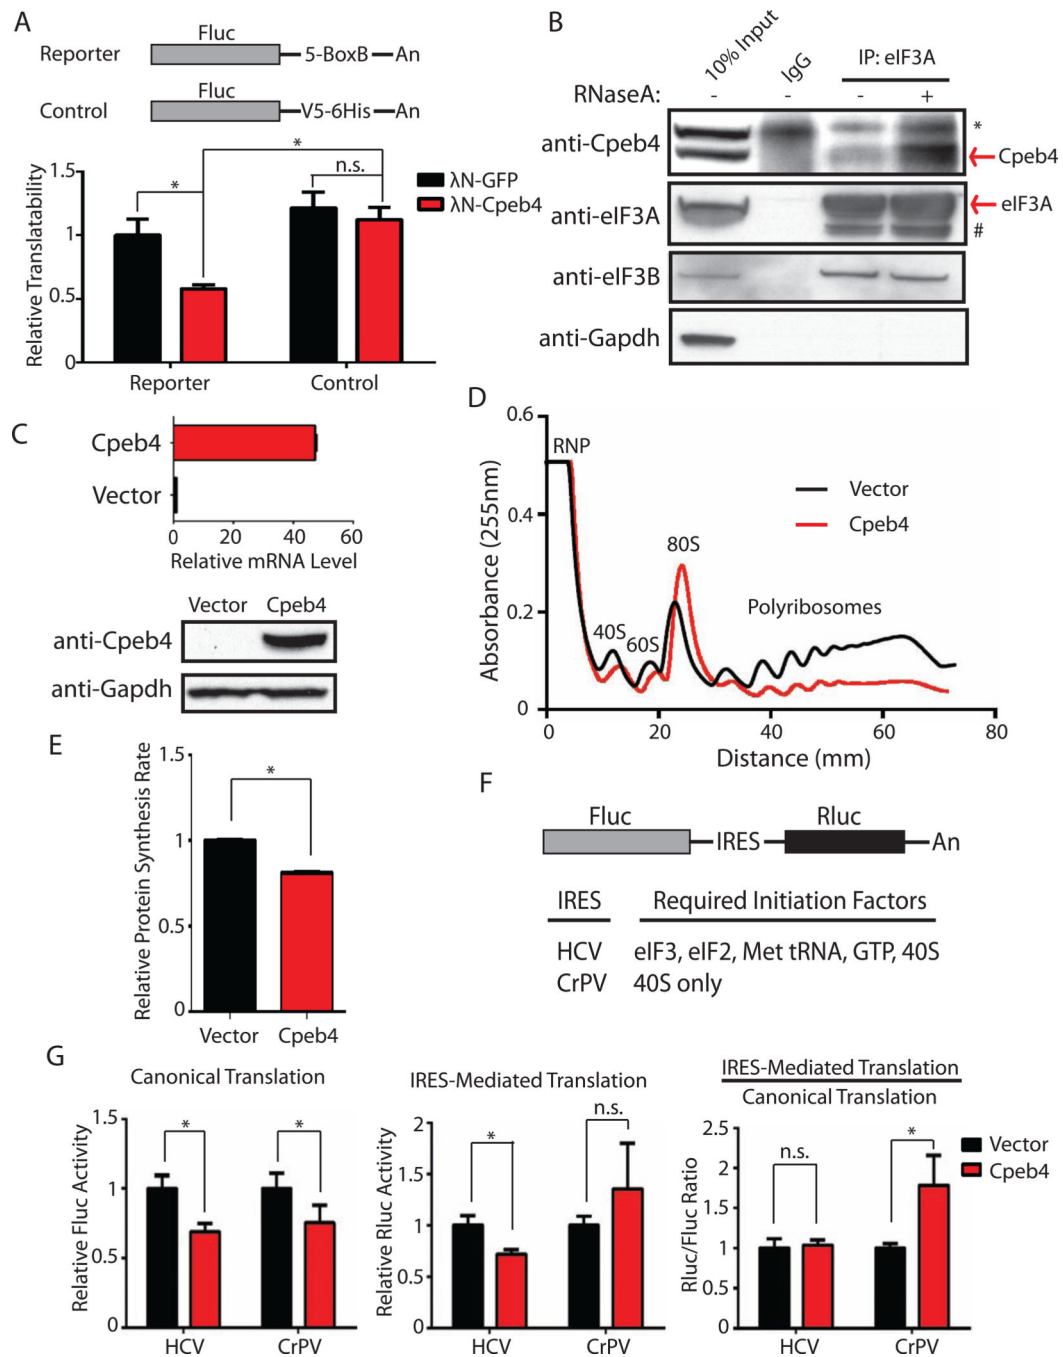 A
Fluc
Reporter
5-BoxB
An
Fluc
Control
V5-6His
An
Relative Translatability
1.5
1
0.5
0
*
*
n.s.
λN-GFP
λN-Cpeb4
Reporter
Control
B
10% Input
IgG
IP: eIF3A
RNaseA:
-
-
-
+
anti-Cpeb4
*
Cpeb4
anti-eIF3A
eIF3A
#
anti-eIF3B
anti-Gapdh
C
Cpeb4
Vector
0
20
40
60
Relative mRNA Level
Vector
Cpeb4
anti-Cpeb4
anti-Gapdh
D
Absorbance (255nm)
0.6
0.4
0.2
0
RNP
40S
60S
80S
Polyribosomes
Vector
Cpeb4
0
20
40
60
80
Distance (mm)
E
Relative Protein Synthesis Rate
1.5
1
0.5
0
*
Vector
Cpeb4
F
Fluc
IRES
Rluc
An
IRES
Required Initiation Factors
HCV
eIF3, eIF2, Met tRNA, GTP, 40S
CrPV
40S only
G
Canonical Translation
Relative Fluc Activity
1.5
1
0.5
0
*
*
HCV
CrPV
IRES-Mediated Translation
Relative Rluc Activity
2
1.5
1
0.5
0
*
n.s.
HCV
CrPV
IRES-Mediated Translation
Canonical Translation
Rluc/Fluc Ratio
2.5
2
1.5
1
0.5
0
n.s.
*
Vector
Cpeb4
HCV
CrPV